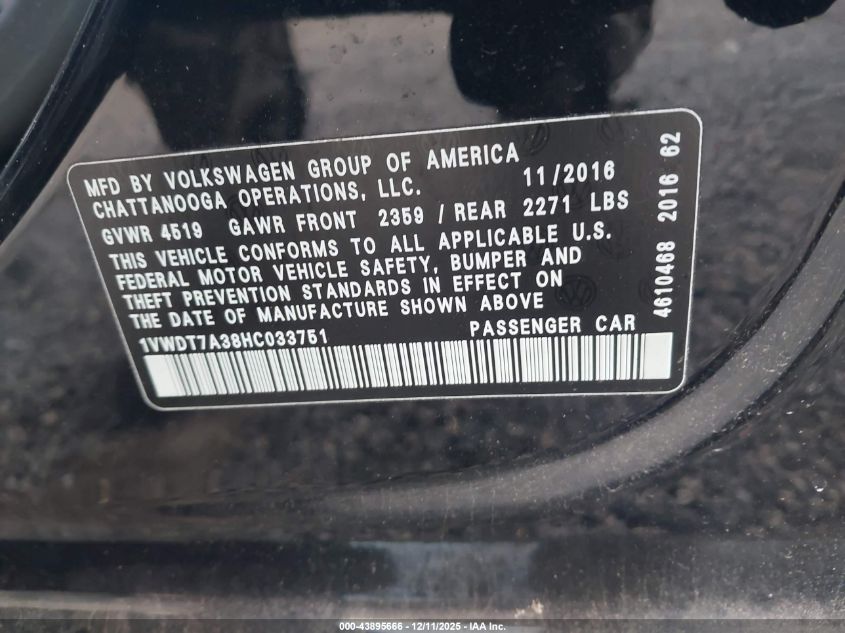 MFD BY VOLKSWAGEN GROUP OF AMERICA
CHATTANOOGA OPERATIONS, LLC. 11/2016
GVWR 4519 GAWR FRONT 2359 / REAR 2271 LBS
THIS VEHICLE CONFORMS TO ALL APPLICABLE U.S.
FEDERAL MOTOR VEHICLE SAFETY, BUMPER AND
THEFT PREVENTION STANDARDS IN EFFECT ON
THE DATE OF MANUFACTURE SHOWN ABOVE
1VWDT7A38HC033751 PASSENGER CAR
4610468 2016 62
000-43895666 - 12/11/2025 - IAA Inc.